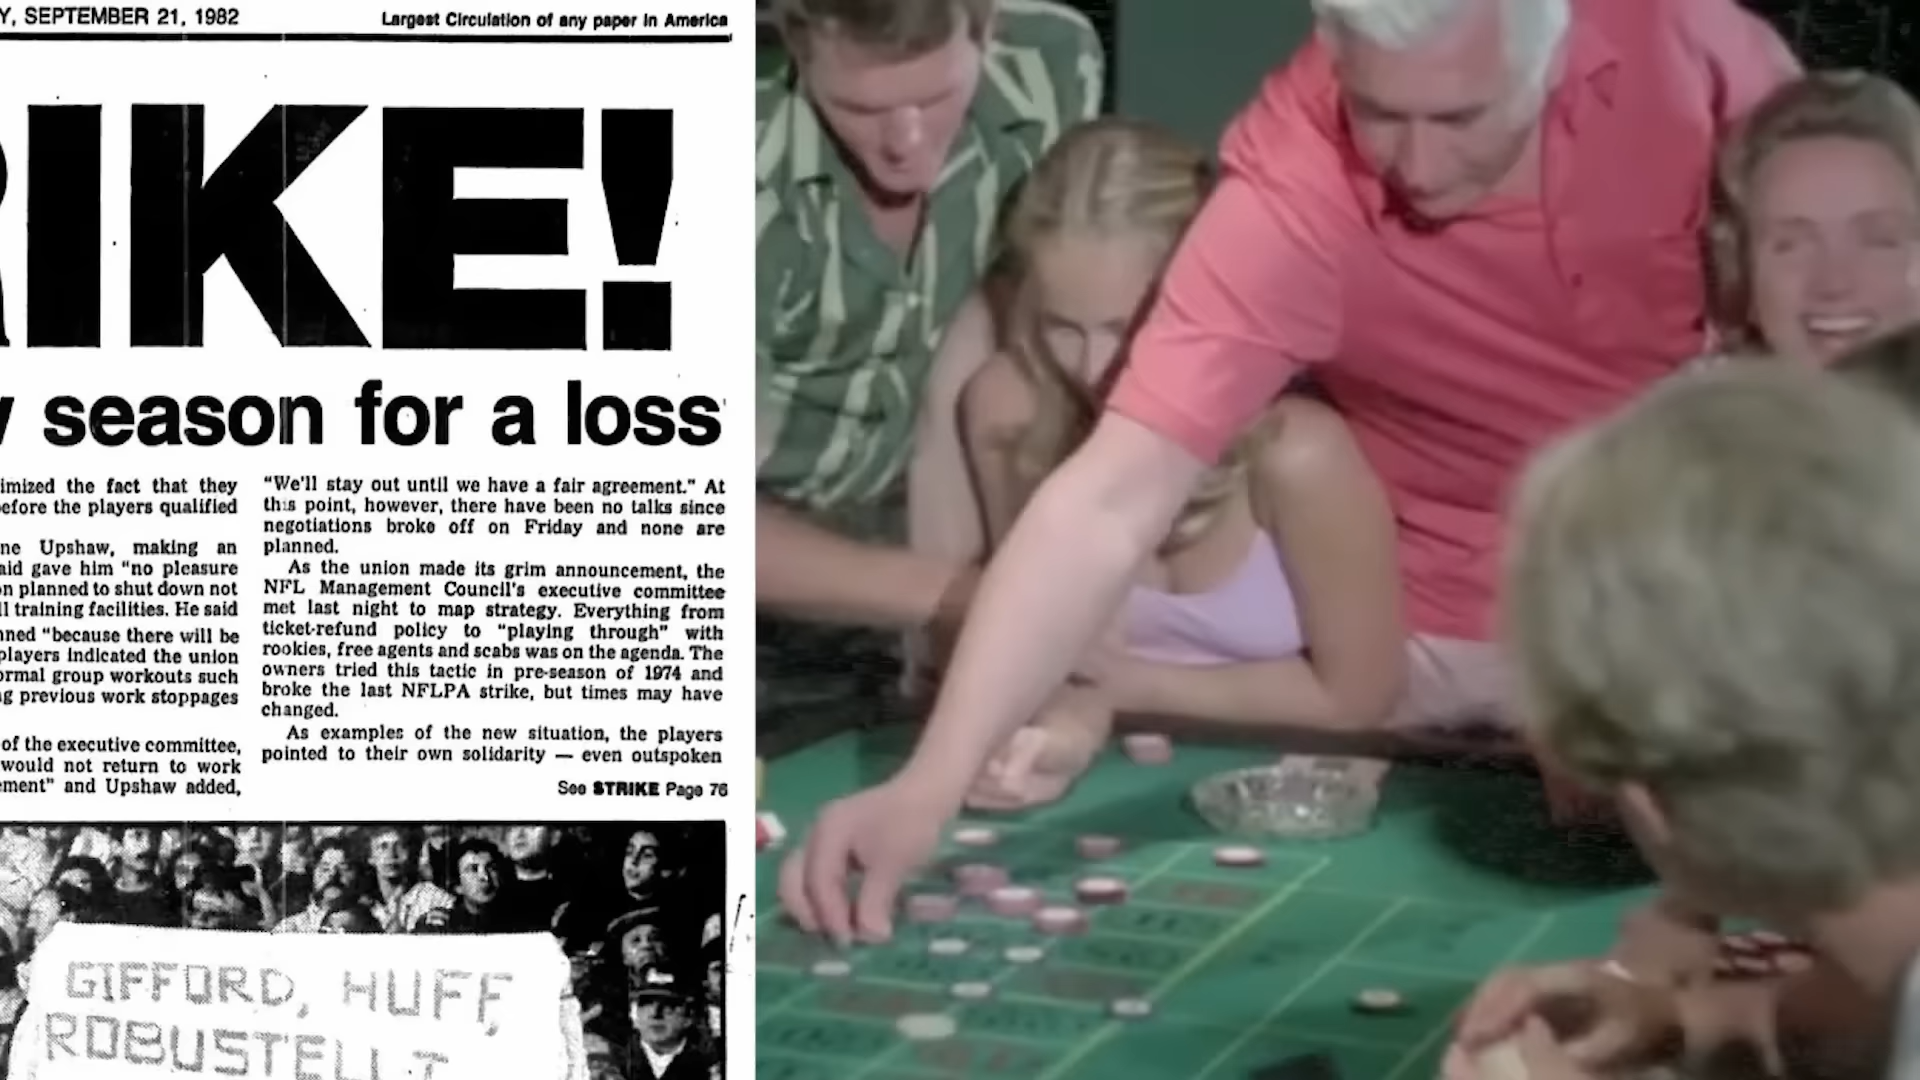 Y, SEPTEMBER 21, 1982
Largest Circulation of any paper in America
RIKE!
season for a loss
imized the fact that they
efore the players qualified
ne Upshaw, making an
aid gave him "no pleasure
on planned to shut down not
ll training facilities. He said
nned "because there will be
players indicated the union
ormal group workouts such
ng previous work stoppages
of the executive committee,
would not return to work
ement" and Upshaw added,
"We'll stay out until we have a fair agreement." At
this point, however, there have been no talks since
negotiations broke off on Friday and none are
planned.
As the union made its grim announcement, the
NFL Management Council's executive committee
met last night to map strategy. Everything from
ticket-refund policy to "playing through" with
rookies, free agents and scabs was on the agenda. The
owners tried this tactic in pre-season of 1974 and
broke the last NFLPA strike, but times may have
changed.
As examples of the new situation, the players
pointed to their own solidarity — even outspoken
See STRIKE Page 76
GIFFORD, HUFF,
ROBUSTELLI